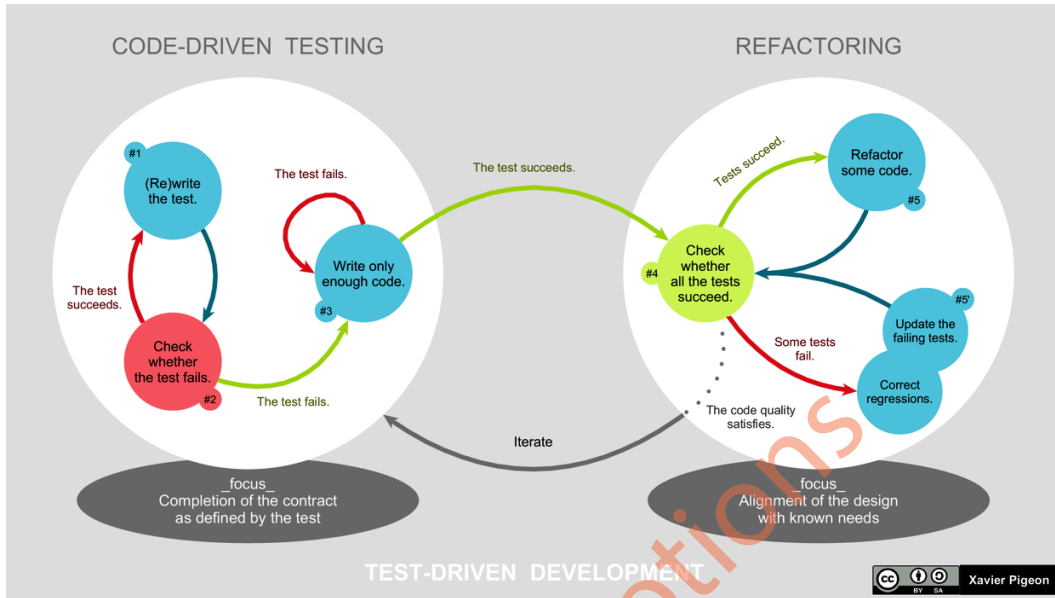 CODE-DRIVEN TESTING
REFACTORING
#1
(Re)write
the test.
The test
succeeds.
Check
whether
the test fails.
#2
The test fails.
The test fails.
Write only
enough code.
#3
The test succeeds.
Tests succeed.
Refactor
some code.
#5
Check
whether
all the tests
succeed.
#4
#5'
Update the
failing tests.
Some tests
fail.
Correct
regressions.
The code quality
satisfies.
Iterate
_focus_
Completion of the contract
as defined by the test
_focus_
Alignment of the design
with known needs
TEST-DRIVEN DEVELOPMENT
cc
BY SA
Xavier Pigeon